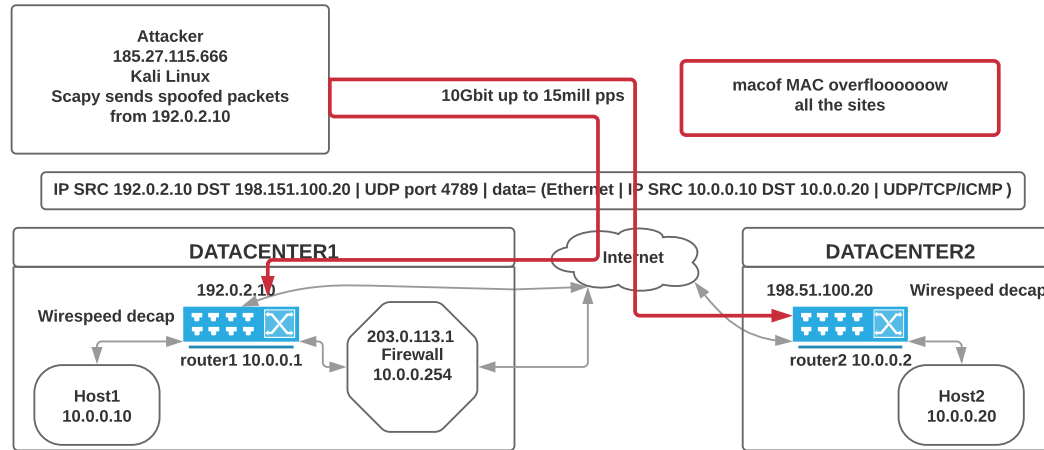 Attacker
185.27.115.666
Kali Linux
Scapy sends spoofed packets
from 192.0.2.10
10Gbit up to 15mill pps
macof MAC overflooooooow
all the sites
IP SRC 192.0.2.10 DST 198.151.100.20 | UDP port 4789 | data= (Ethernet | IP SRC 10.0.0.10 DST 10.0.0.20 | UDP/TCP/ICMP )
DATACENTER1
Internet
DATACENTER2
192.0.2.10
198.51.100.20
Wirespeed decap
Wirespeed decap
203.0.113.1
Firewall
10.0.0.254
router1 10.0.0.1
router2 10.0.0.2
Host1
10.0.0.10
Host2
10.0.0.20